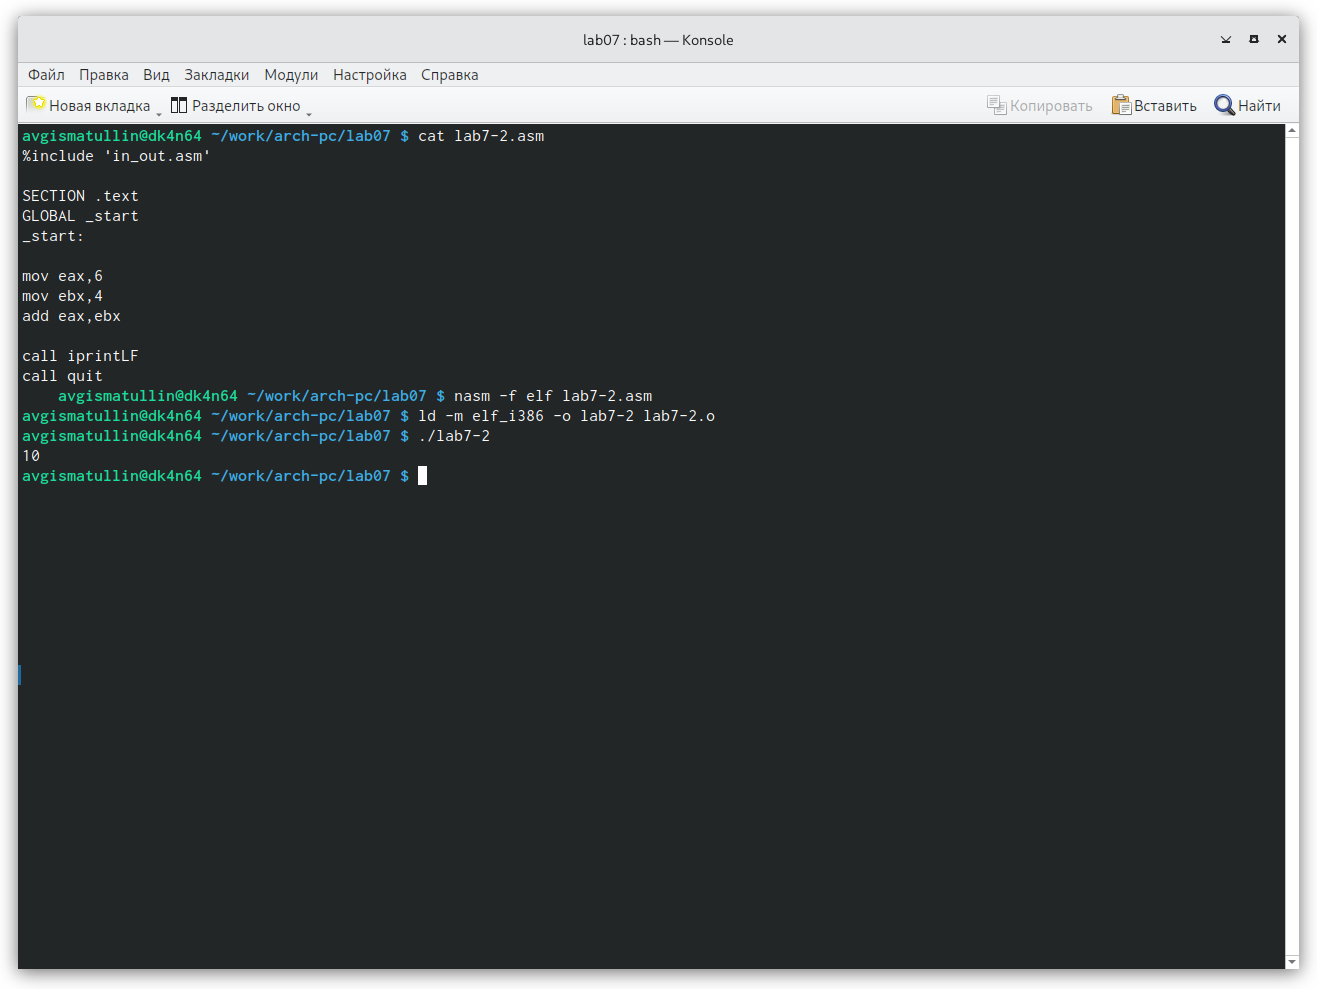 lab07 : bash — Konsole
Файл Правка Вид Закладки Модули Настройка Справка
Новая вкладка Разделить окно Копировать Вставить Найти
avgismatullin@dk4n64 ~/work/arch-pc/lab07 $ cat lab7-2.asm
%include 'in_out.asm'
SECTION .text
GLOBAL _start
_start:
mov eax,6
mov ebx,4
add eax,ebx
call iprintLF
call quit
avgismatullin@dk4n64 ~/work/arch-pc/lab07 $ nasm -f elf lab7-2.asm
avgismatullin@dk4n64 ~/work/arch-pc/lab07 $ ld -m elf_i386 -o lab7-2 lab7-2.o
avgismatullin@dk4n64 ~/work/arch-pc/lab07 $ ./lab7-2
10
avgismatullin@dk4n64 ~/work/arch-pc/lab07 $